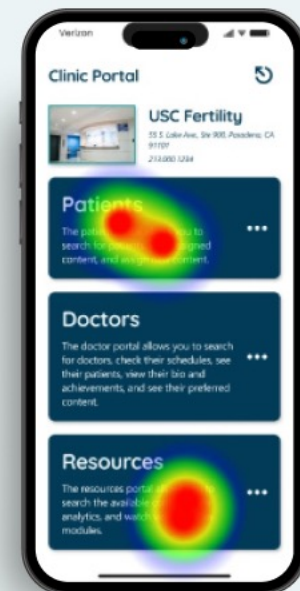 Verizon
Clinic Portal
USC Fertility
55 S. Lake Ave, Ste 900, Pasadena, CA
91101
213.000.1234
Patients
The
search for
content, and
Doctors
The doctor portal allows you to search
for doctors, check their schedules, see
their patients, view their bio and
achievements, and see their preferred
content.
Resources
The resources portal
search the available
analytics, and watch
modules.